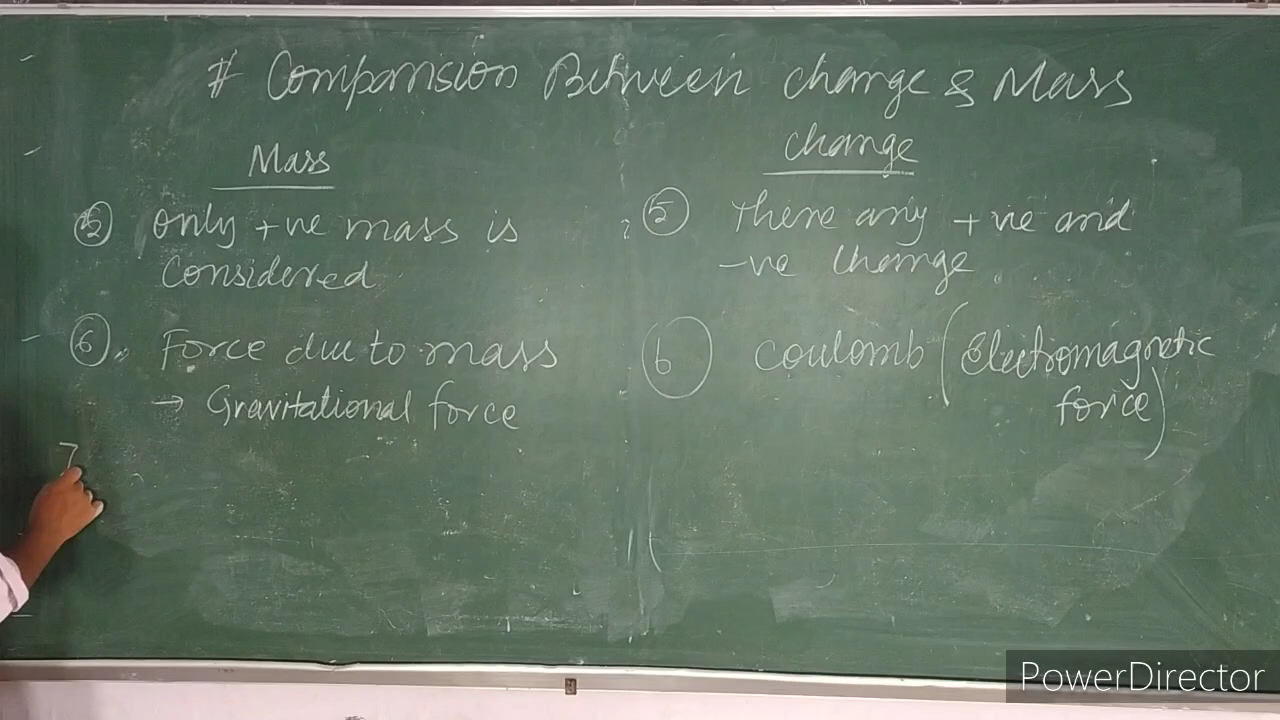 # Comparision Between charge & Mass
Mass
charge
⑤ only +ve mass is
considered
⑤ there any +ve and
-ve charge
⑥ Force due to mass
→ Gravitational force
⑥ coulomb (Electromagnetic
force)
7
PowerDirector